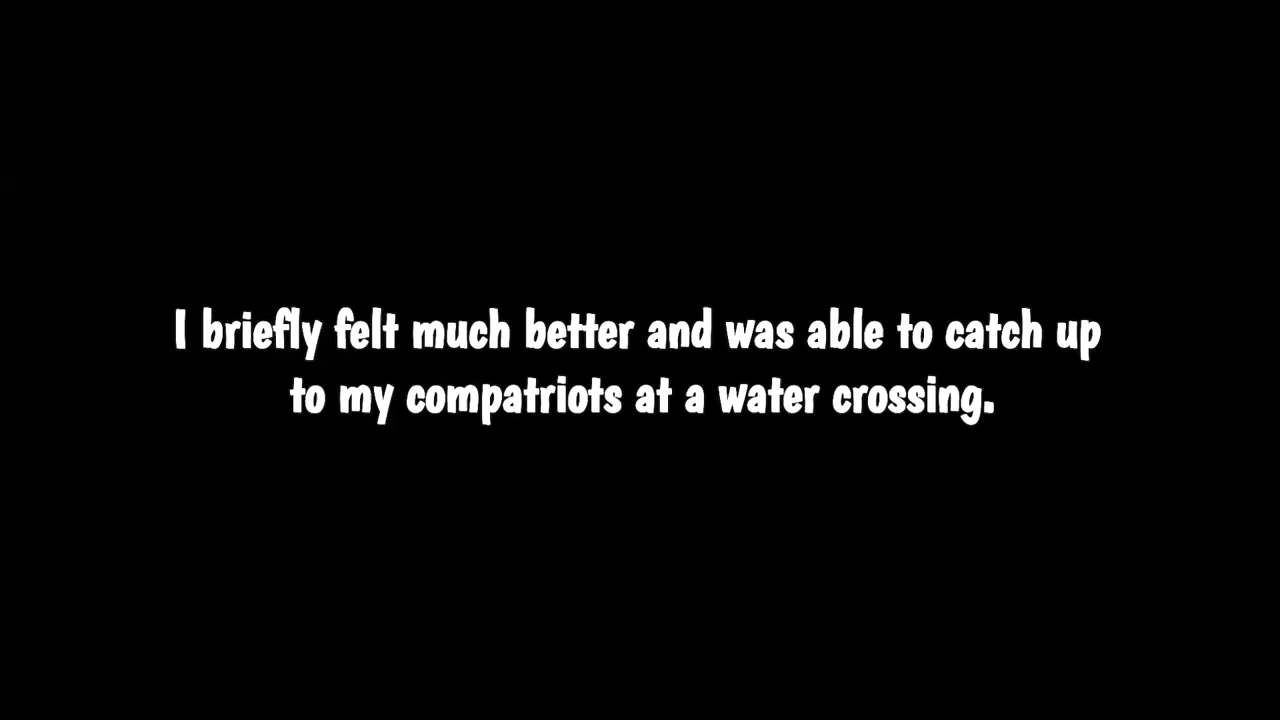 I briefly felt much better and was able to catch up
to my compatriots at a water crossing.